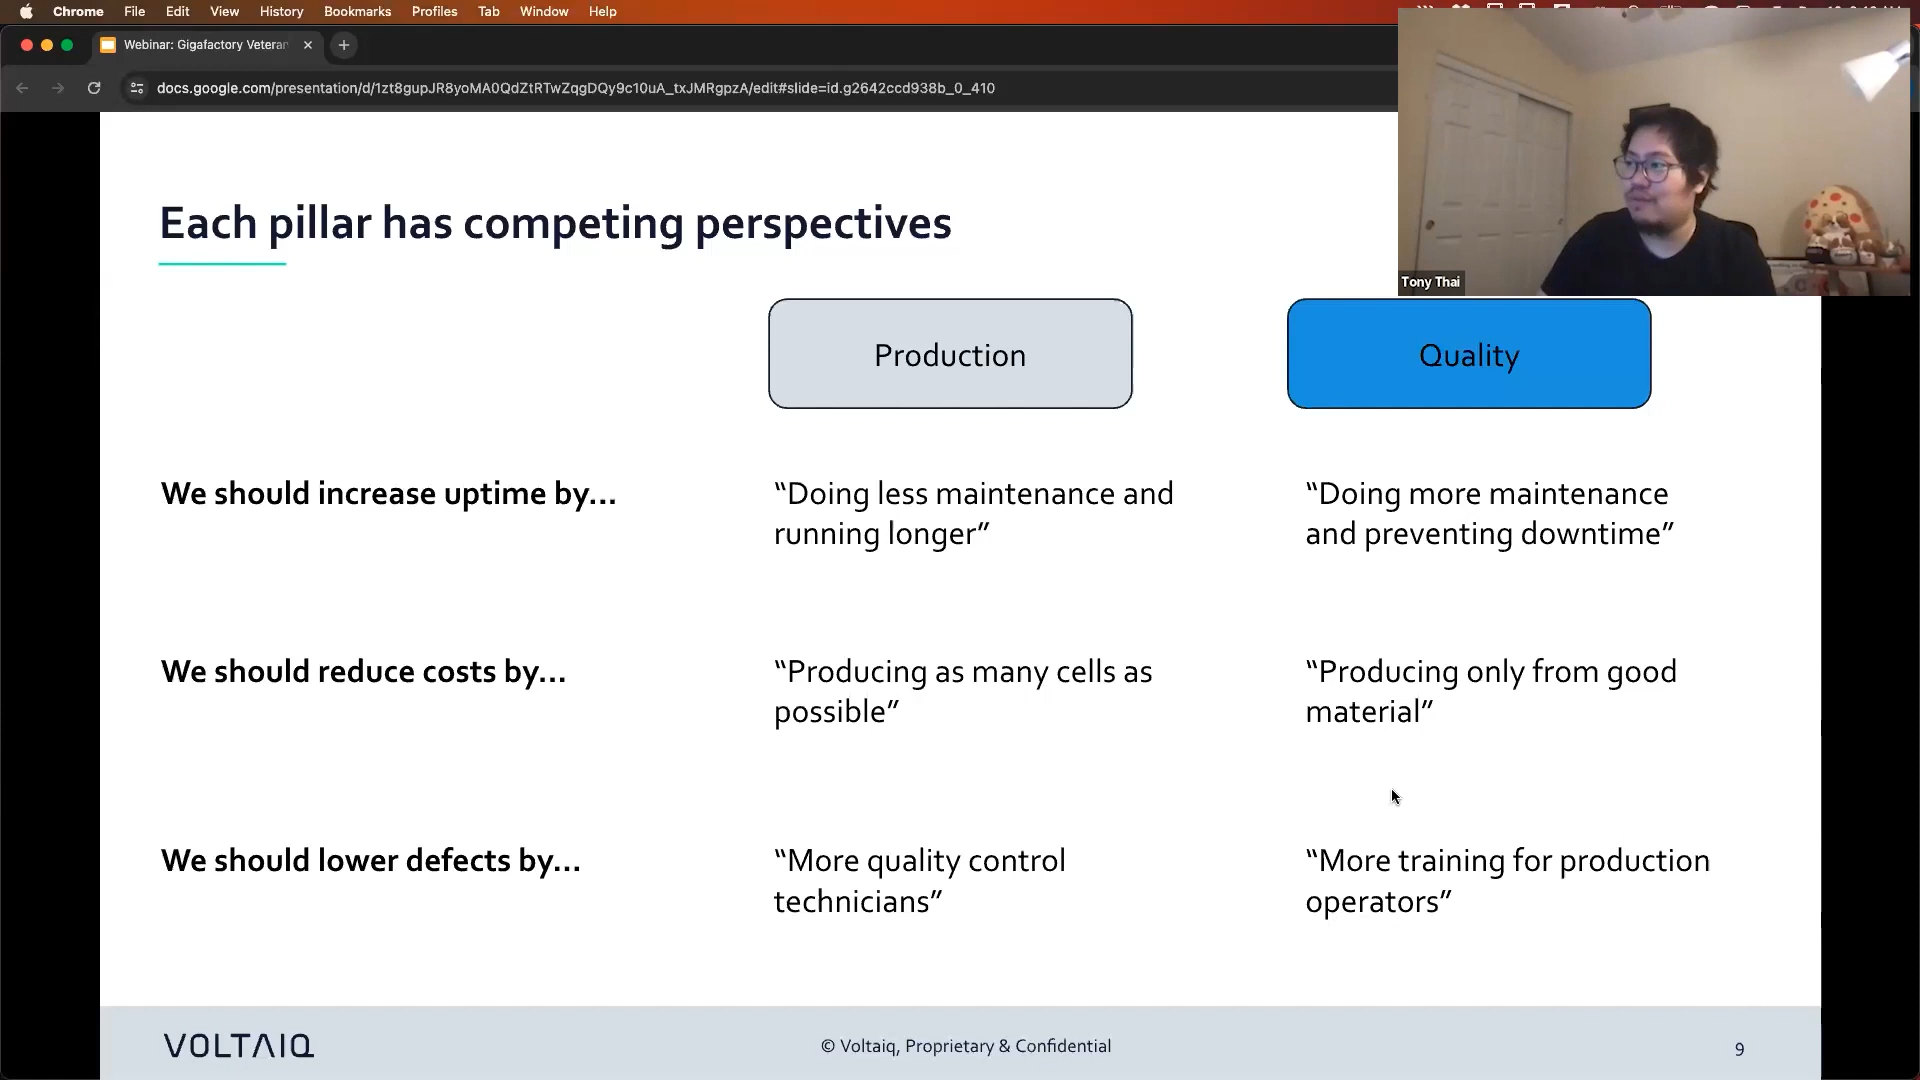 Chrome File Edit View History Bookmarks Profiles Tab Window Help
Webinar: Gigafactory Veteran
docs.google.com/presentation/d/1zt8gupJR8yoMA0QdZtRTwZqgDQy9c10uA_txJMRgpzA/edit#slide=id.g2642ccd938b_0_410
Tony Thai
Each pillar has competing perspectives
Production
Quality
We should increase uptime by...
“Doing less maintenance and
running longer”
“Doing more maintenance
and preventing downtime”
We should reduce costs by...
“Producing as many cells as
possible”
“Producing only from good
material”
We should lower defects by...
“More quality control
technicians”
“More training for production
operators”
VOLTAIQ
© Voltaiq, Proprietary & Confidential
9